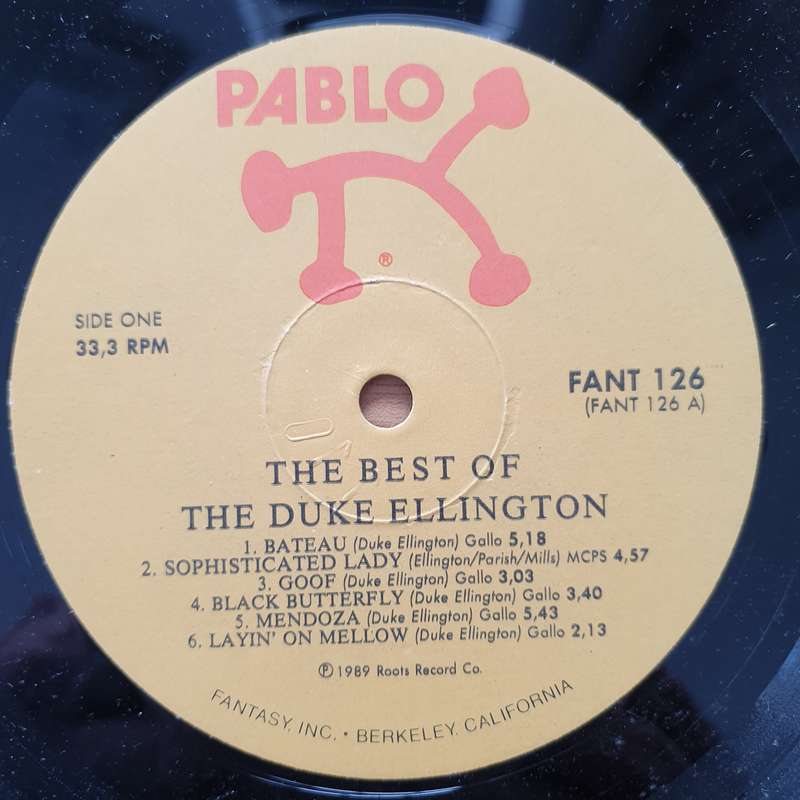 PABLO
®
SIDE ONE
33,3 RPM
FANT 126
(FANT 126 A)
THE BEST OF
THE DUKE ELLINGTON
1. BATEAU (Duke Ellington) Gallo 5,18
2. SOPHISTICATED LADY (Ellington/Parish/Mills) MCPS 4,57
3. GOOF (Duke Ellington) Gallo 3,03
4. BLACK BUTTERFLY (Duke Ellington) Gallo 3,40
5. MENDOZA (Duke Ellington) Gallo 5,43
6. LAYIN' ON MELLOW (Duke Ellington) Gallo 2,13
℗ 1989 Roots Record Co.
FANTASY, INC. • BERKELEY, CALIFORNIA